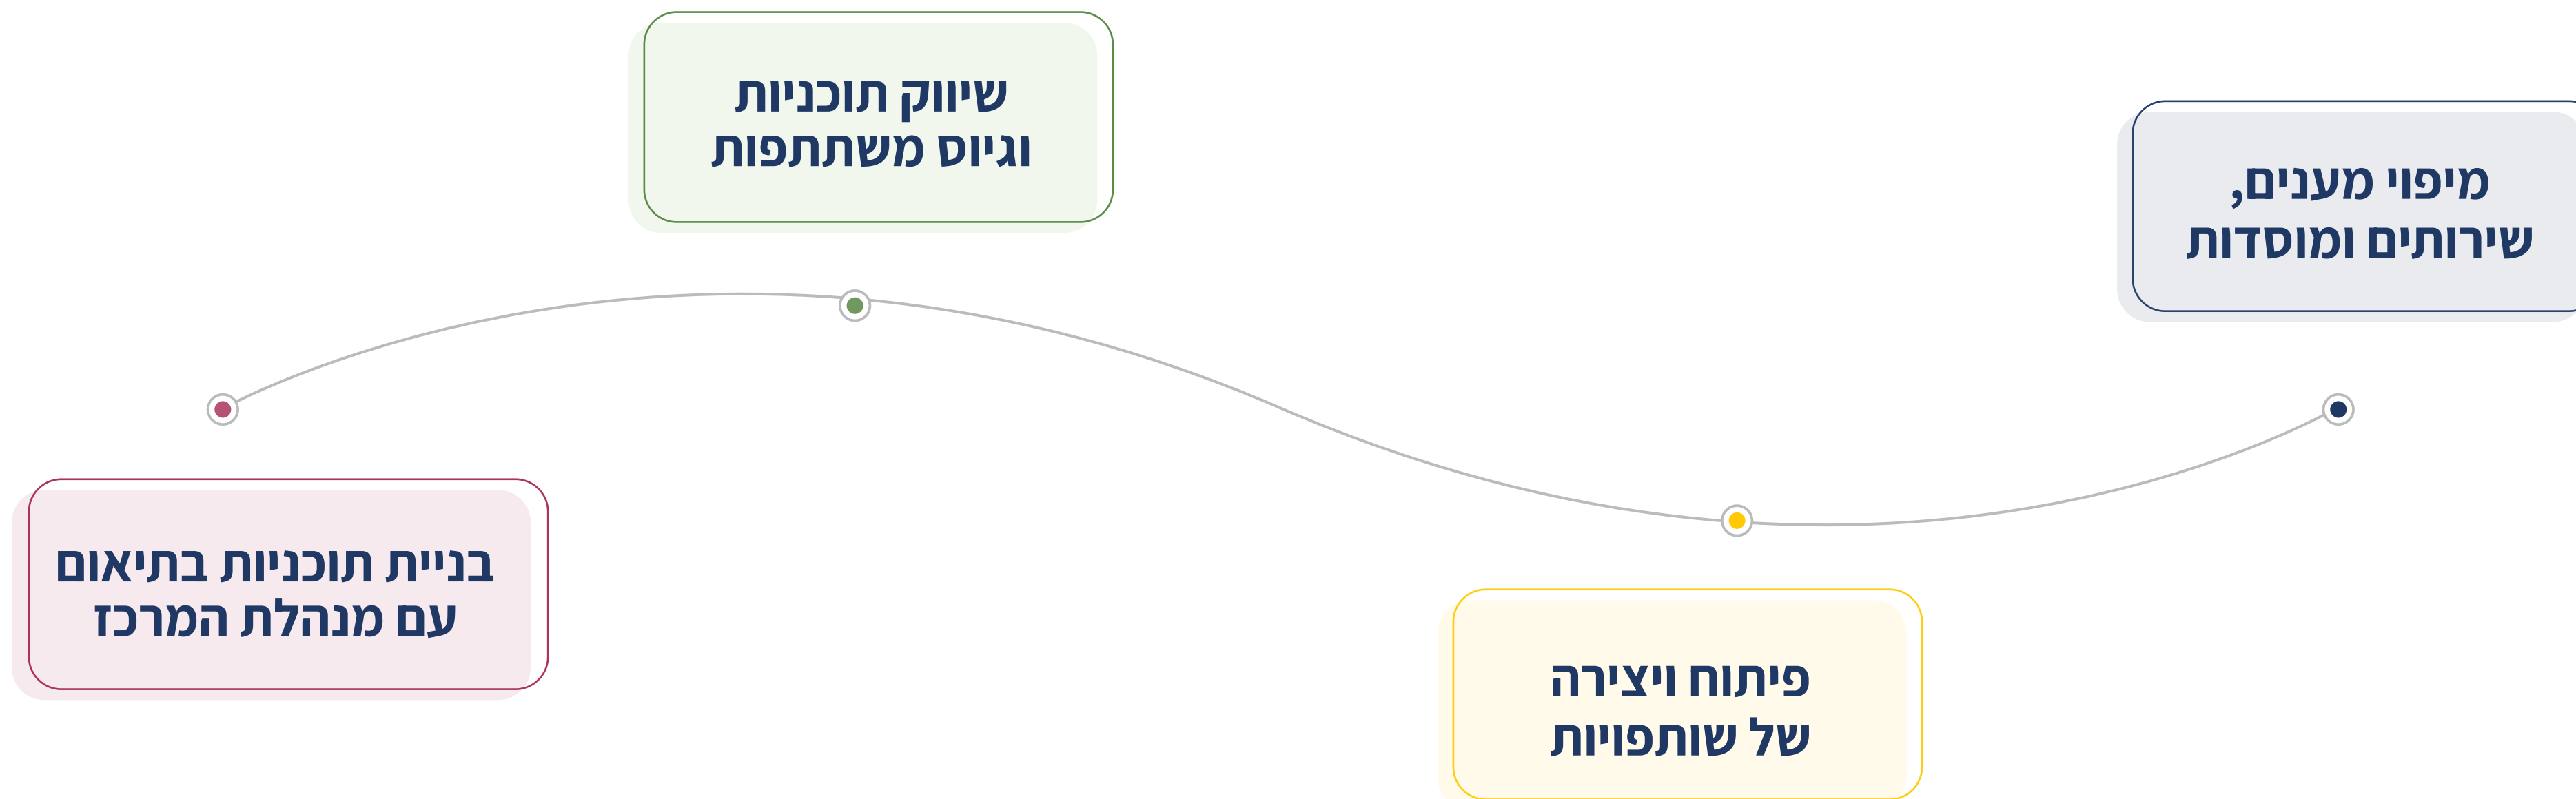 מיפוי מענים,
שירותים ומוסדות
פיתוח ויצירה
של שותפויות
שיווק תוכניות
וגיוס משתתפות
בניית תוכניות בתיאום
עם מנהלת המרכז